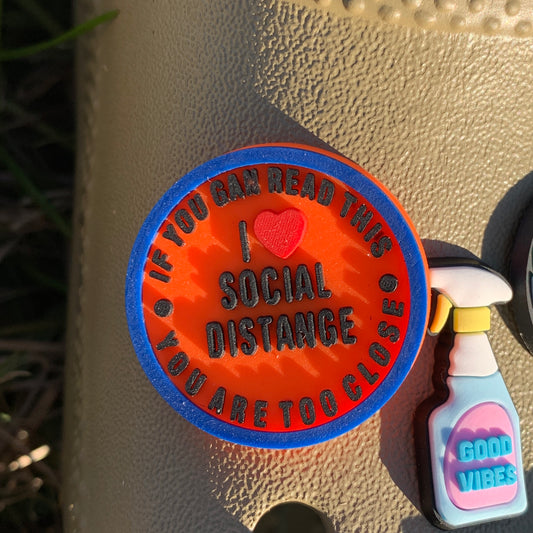 IF YOU CAN READ THIS
I ❤
SOCIAL
DISTANCE
YOU ARE TOO CLOSE
GOOD
VIBES